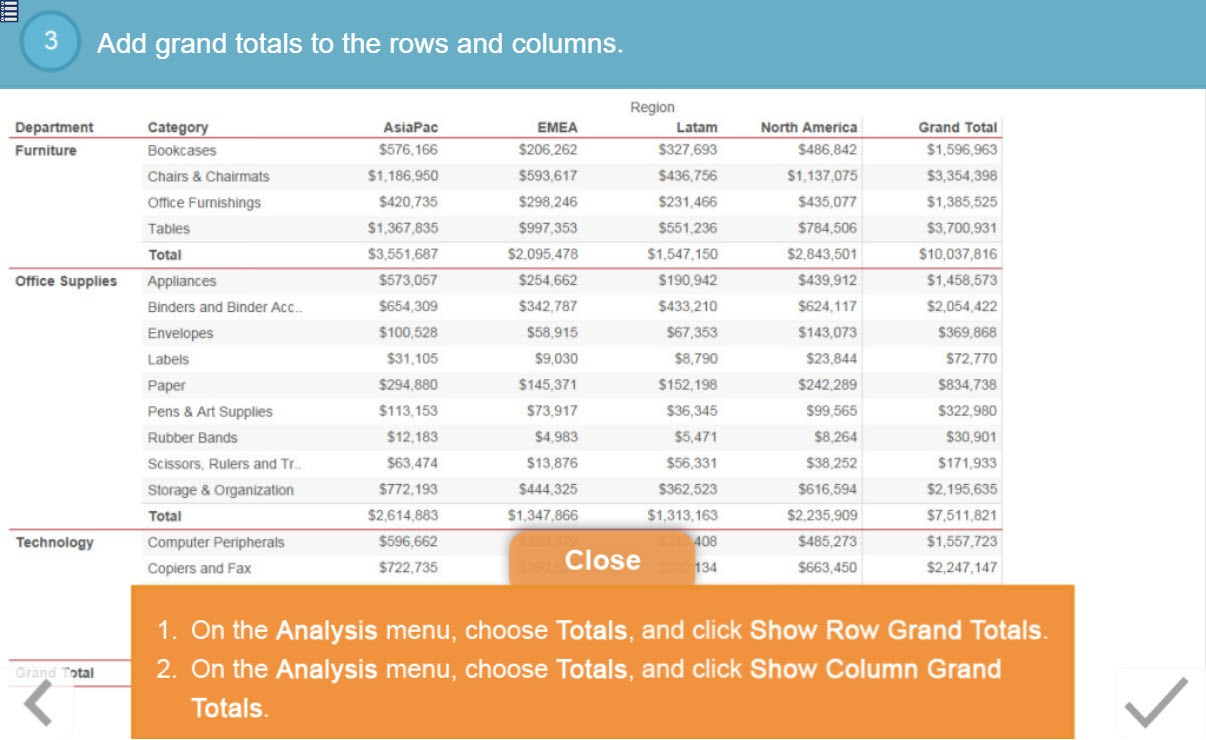 3 Add grand totals to the rows and columns.
Region
Department Category AsiaPac EMEA Latam North America Grand Total
Furniture Bookcases $576,166 $206,262 $327,693 $486,842 $1,596,963
Chairs & Chairmats $1,186,950 $593,617 $436,756 $1,137,075 $3,354,398
Office Furnishings $420,735 $298,246 $231,466 $435,077 $1,385,525
Tables $1,367,835 $997,353 $551,236 $784,506 $3,700,931
Total $3,551,687 $2,095,478 $1,547,150 $2,843,501 $10,037,816
Office Supplies Appliances $573,057 $254,662 $190,942 $439,912 $1,458,573
Binders and Binder Acc.. $654,309 $342,787 $433,210 $624,117 $2,054,422
Envelopes $100,528 $58,915 $67,353 $143,073 $369,868
Labels $31,105 $9,030 $8,790 $23,844 $72,770
Paper $294,880 $145,371 $152,198 $242,289 $834,738
Pens & Art Supplies $113,153 $73,917 $36,345 $99,565 $322,980
Rubber Bands $12,183 $4,983 $5,471 $8,264 $30,901
Scissors, Rulers and Tr.. $63,474 $13,876 $56,331 $38,252 $171,933
Storage & Organization $772,193 $444,325 $362,523 $616,594 $2,195,635
Total $2,614,883 $1,347,866 $1,313,163 $2,235,909 $7,511,821
Technology Computer Peripherals $596,662 $485,273 $1,557,723
Copiers and Fax $722,735 $663,450 $2,247,147
Close
1. On the Analysis menu, choose Totals, and click Show Row Grand Totals.
2. On the Analysis menu, choose Totals, and click Show Column Grand
Totals.
Grand Total